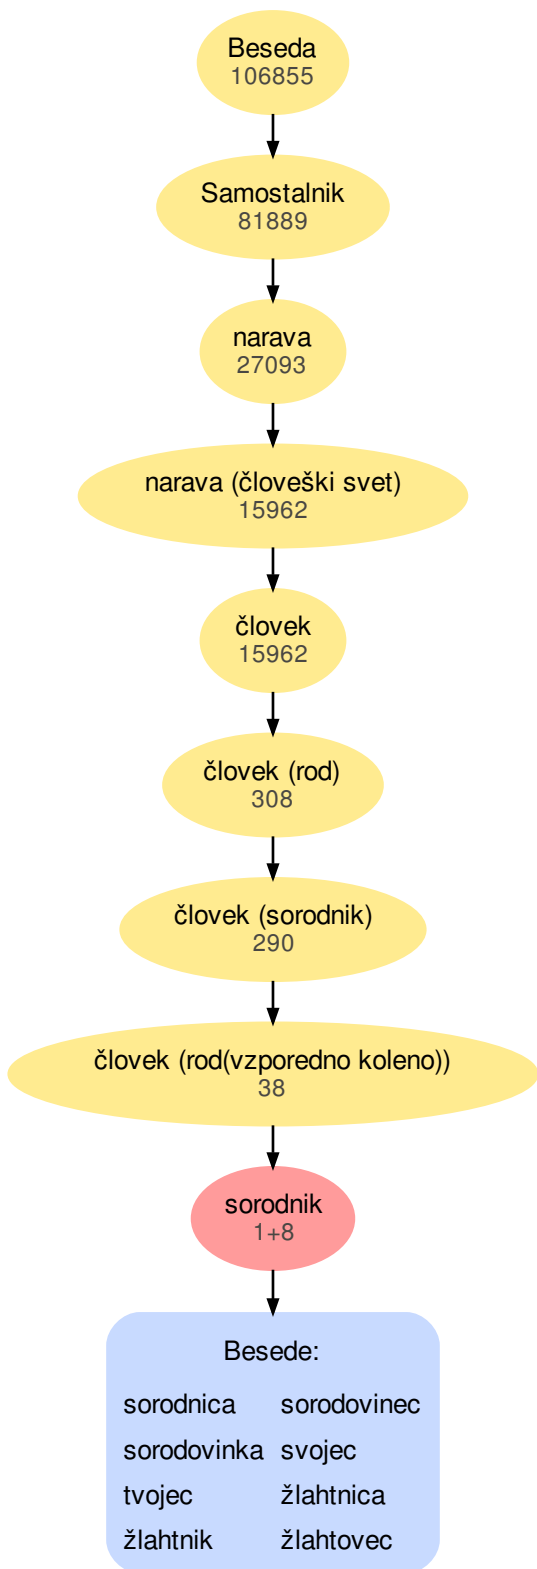 Beseda
106855
Samostalnik
81889
narava
27093
narava (človeški svet)
15962
človek
15962
človek (rod)
308
človek (sorodnik)
290
človek (rod(vzporedno koleno))
38
sorodnik
1+8
Besede:
sorodnica sorodovinec
sorodovinka svojec
tvojec žlahtnica
žlahtnik žlahtovec